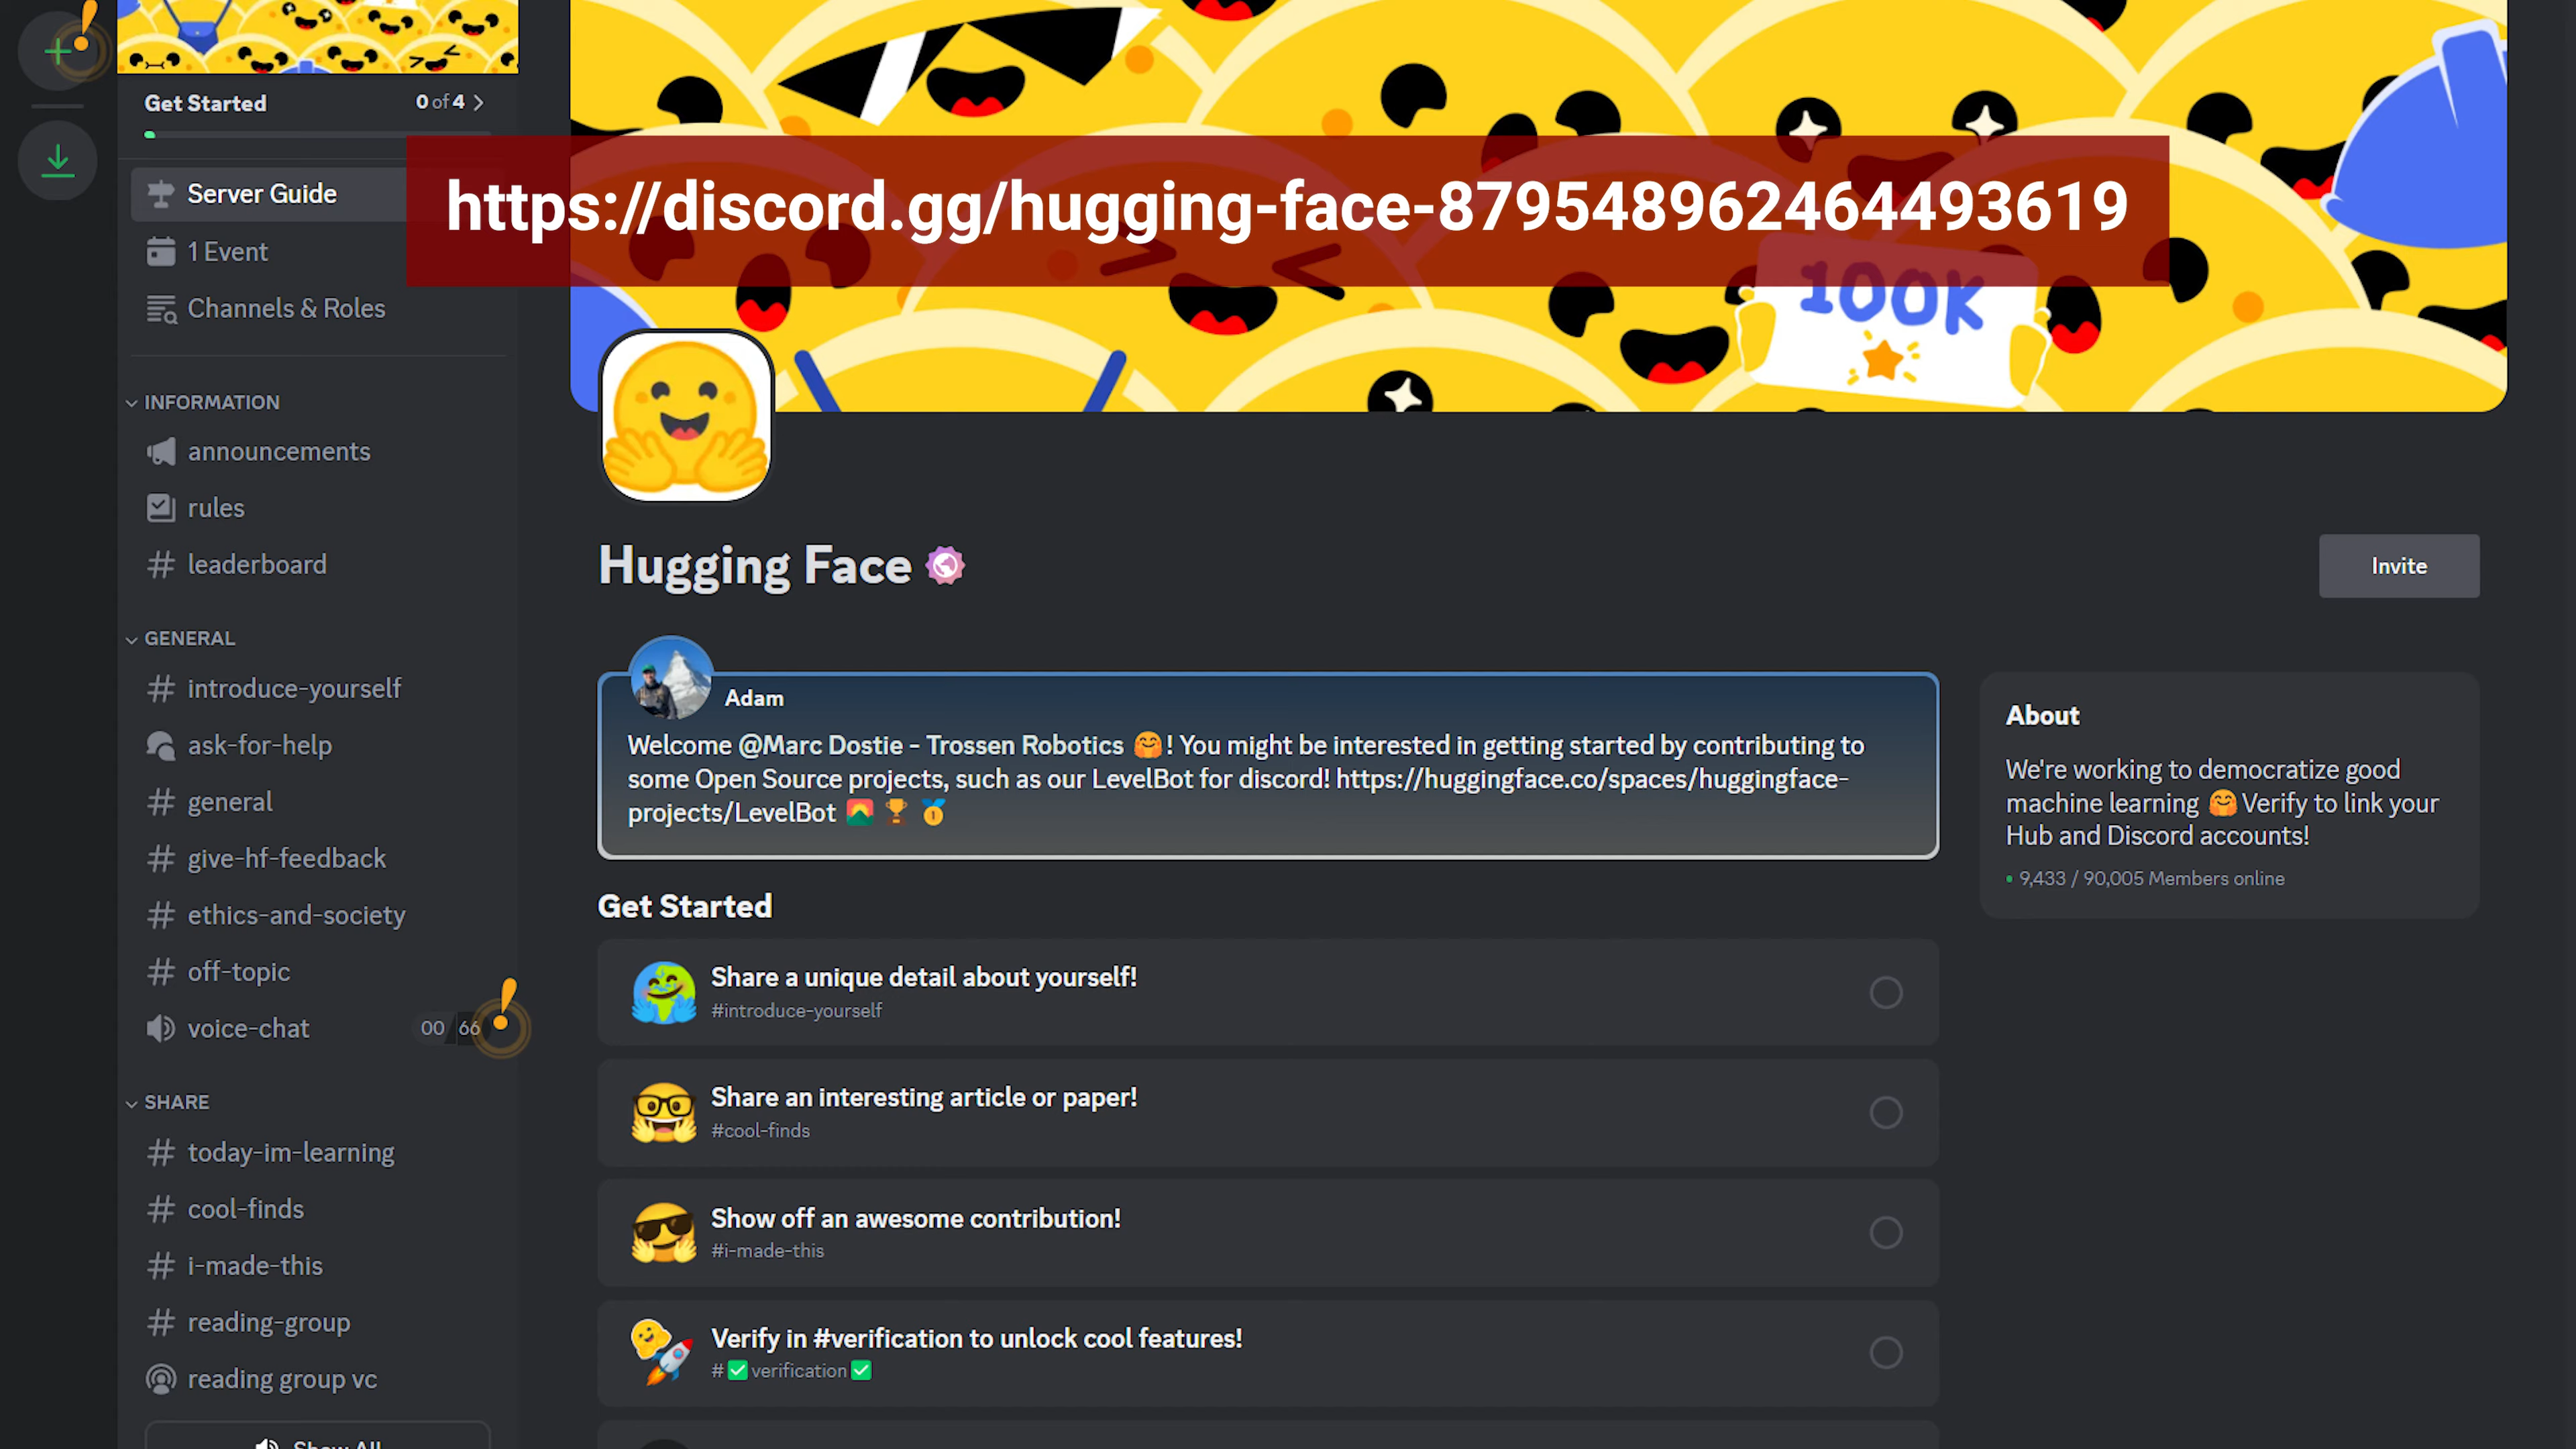 Get Started
0 of 4
Server Guide
1 Event
Channels & Roles
INFORMATION
announcements
rules
leaderboard
GENERAL
introduce-yourself
ask-for-help
general
give-hf-feedback
ethics-and-society
off-topic
voice-chat
00 66
SHARE
today-im-learning
cool-finds
i-made-this
reading-group
reading group vc
Show All
https://discord.gg/hugging-face-879548962464493619
100k
Hugging Face
Invite
Adam
Welcome @Marc Dostie - Trossen Robotics 🤗! You might be interested in getting started by contributing to
some Open Source projects, such as our LevelBot for discord! https://huggingface.co/spaces/huggingface-
projects/LevelBot 🌄 🏆 🥇
Get Started
Share a unique detail about yourself!
#introduce-yourself
Share an interesting article or paper!
#cool-finds
Show off an awesome contribution!
#i-made-this
Verify in #verification to unlock cool features!
#✅verification✅
About
We're working to democratize good
machine learning 🤗 Verify to link your
Hub and Discord accounts!
9,433 / 90,005 Members online